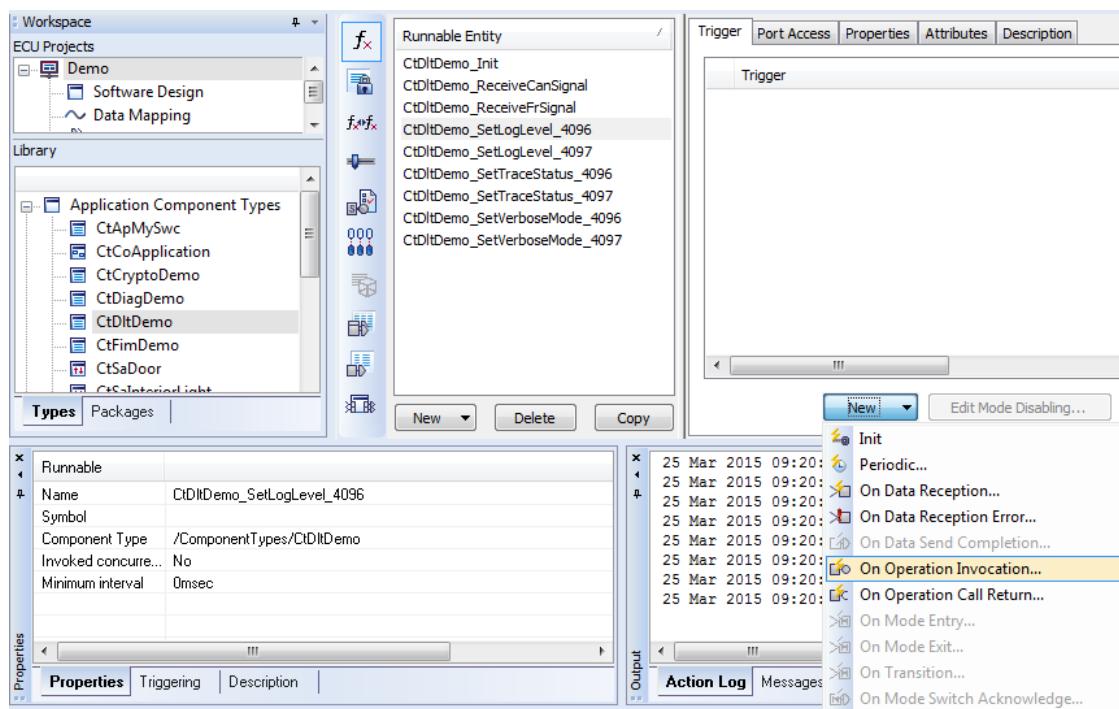 Workspace
ECU Projects
Demo
Software Design
Data Mapping
Library
Application Component Types
CtApMySwc
CtCoApplication
CtCryptoDemo
CtDiagDemo
CtDltDemo
CtFimDemo
CtSaDoor
CtSaInteriorLight
Types Packages
Runnable Entity
CtDltDemo_Init
CtDltDemo_ReceiveCanSignal
CtDltDemo_ReceiveFrSignal
CtDltDemo_SetLogLevel_4096
CtDltDemo_SetLogLevel_4097
CtDltDemo_SetTraceStatus_4096
CtDltDemo_SetTraceStatus_4097
CtDltDemo_SetVerboseMode_4096
CtDltDemo_SetVerboseMode_4097
New Delete Copy
Trigger Port Access Properties Attributes Description
Trigger
New Edit Mode Disabling...
Init
Periodic...
On Data Reception...
On Data Reception Error...
On Data Send Completion...
On Operation Invocation...
On Operation Call Return...
On Mode Entry...
On Mode Exit...
On Transition...
On Mode Switch Acknowledge...
Properties
Runnable
Name CtDltDemo_SetLogLevel_4096
Symbol
Component Type /ComponentTypes/CtDltDemo
Invoked concurre... No
Minimum interval 0msec
Properties Triggering Description
Output
25 Mar 2015 09:20:
25 Mar 2015 09:20:
25 Mar 2015 09:20:
25 Mar 2015 09:20:
25 Mar 2015 09:20:
25 Mar 2015 09:20:
25 Mar 2015 09:20:
25 Mar 2015 09:20:
Action Log Messages